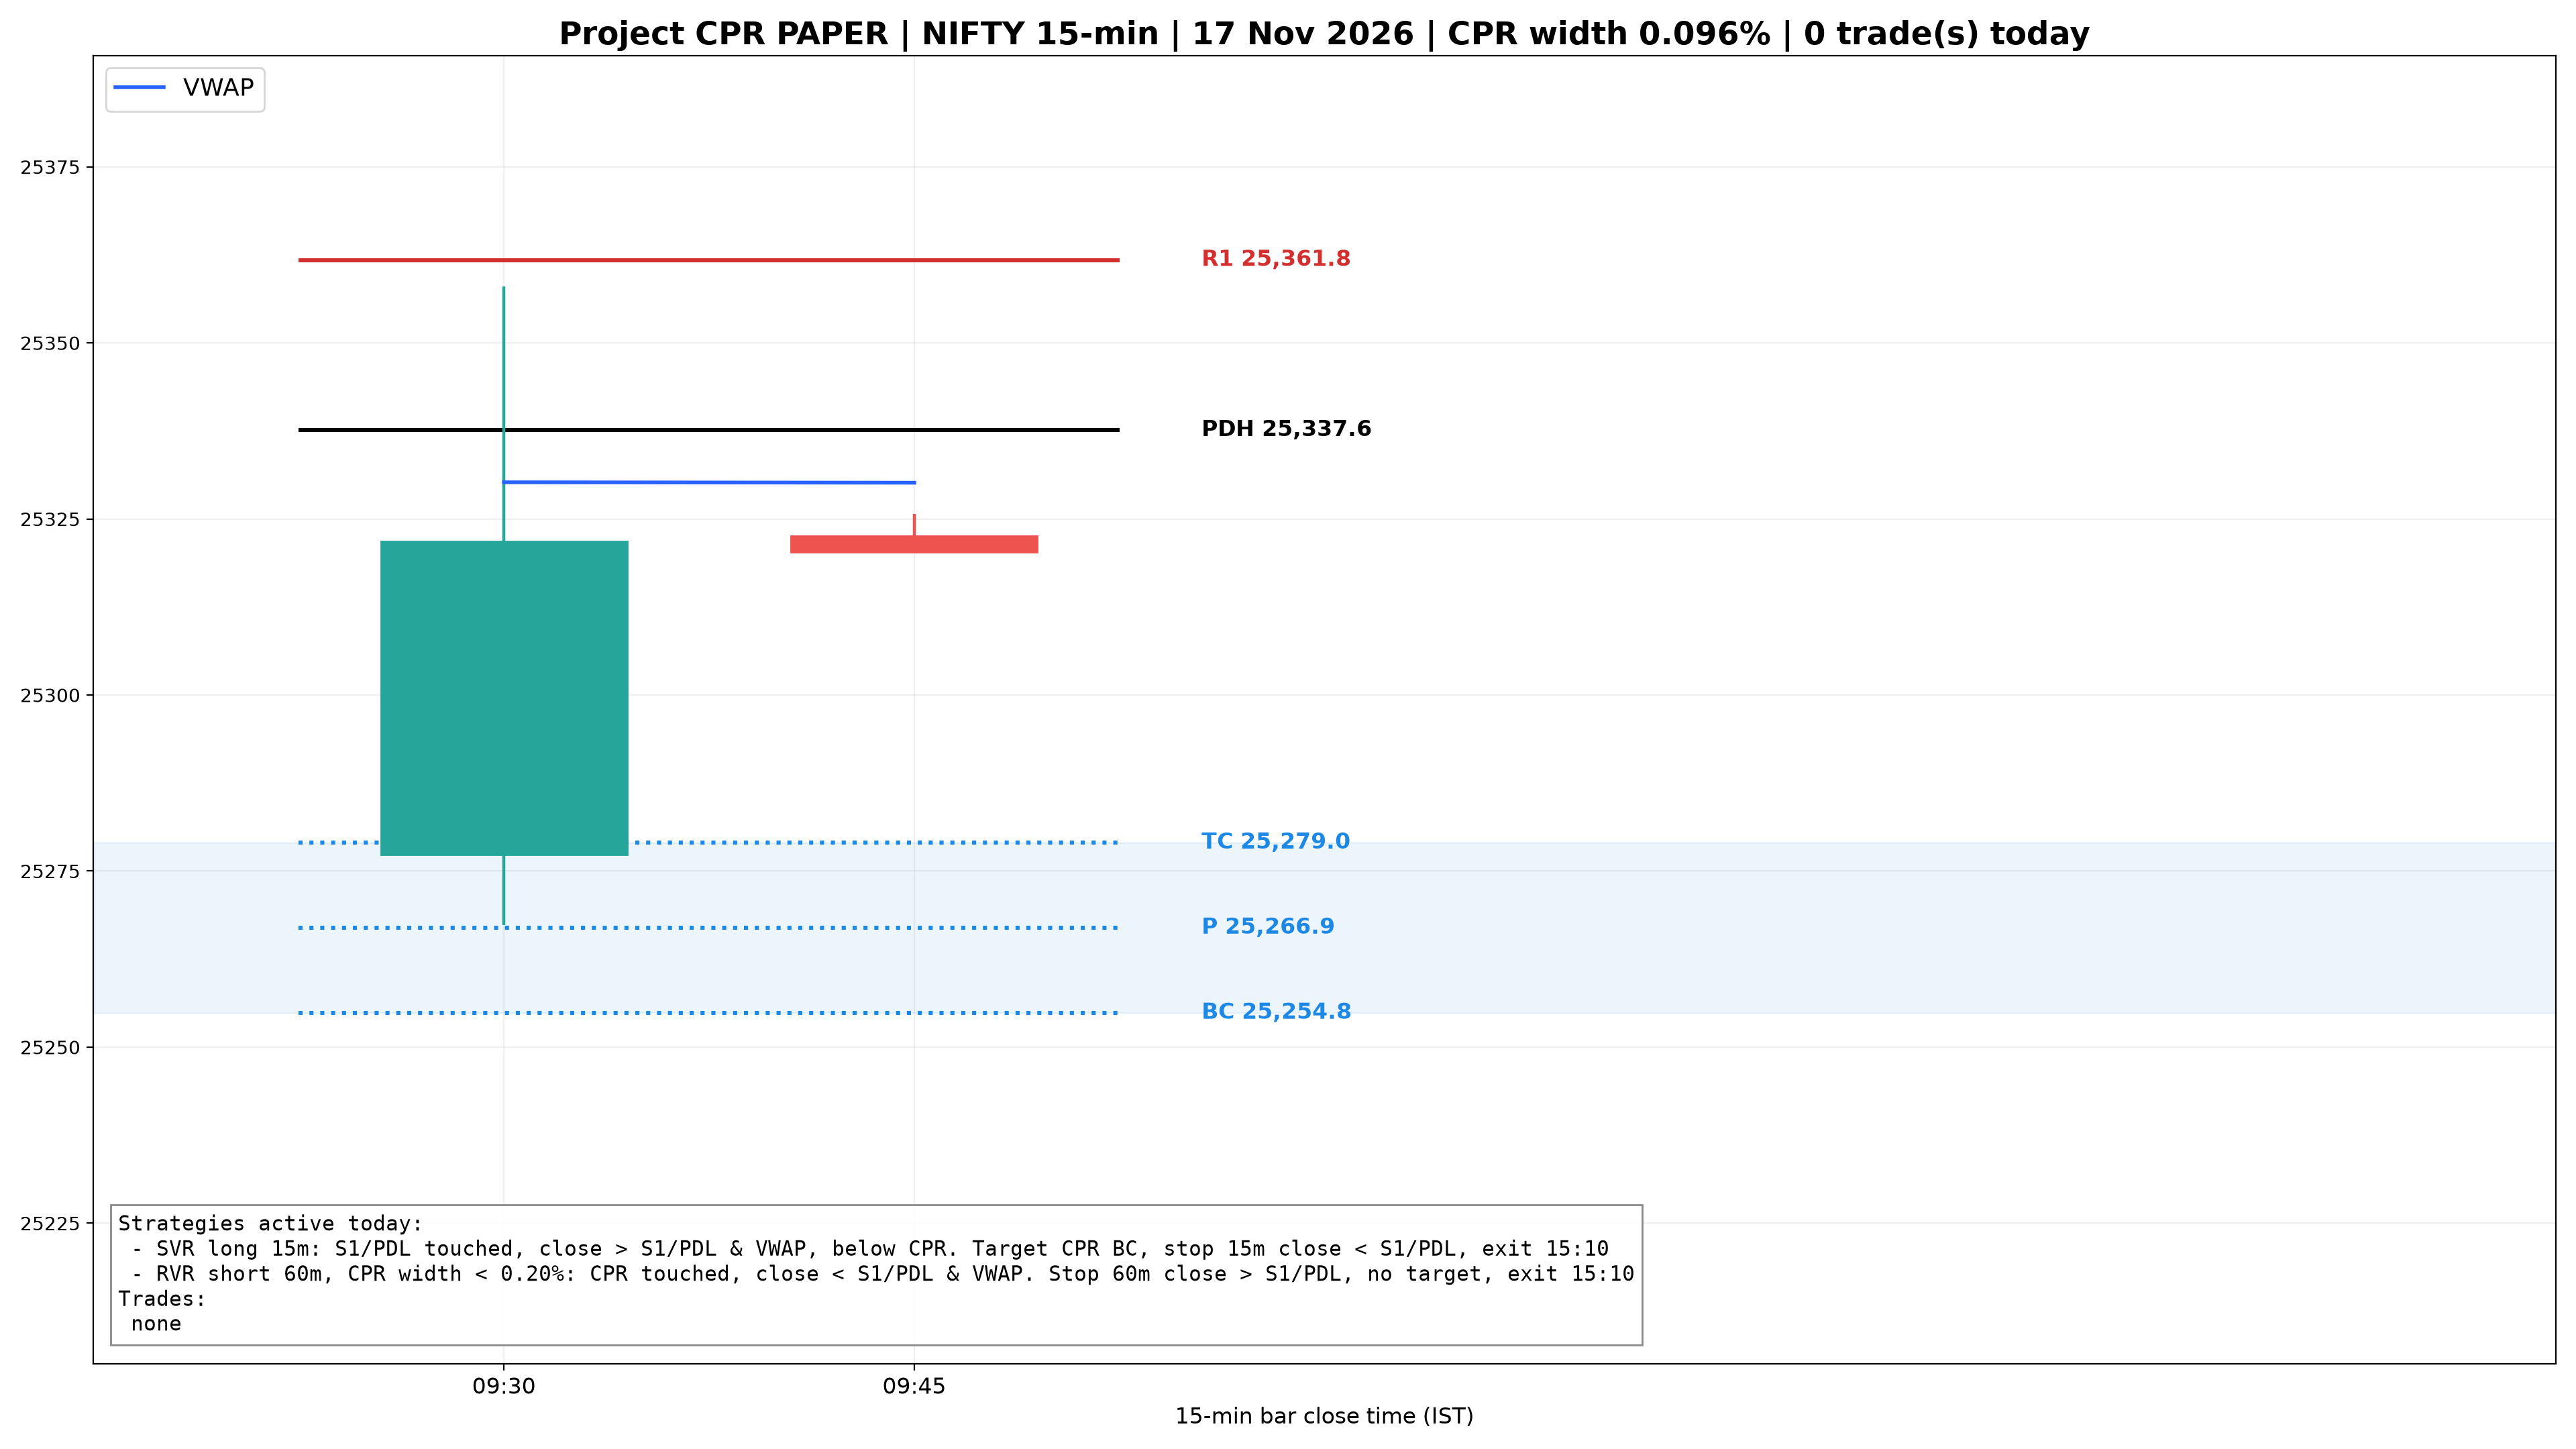 Project CPR PAPER | NIFTY 15-min | 17 Nov 2026 | CPR width 0.096% | 0 trade(s) today
VWAP
25375
R1 25,361.8
25350
PDH 25,337.6
25325
25300
TC 25,279.0
25275
P 25,266.9
BC 25,254.8
25250
25225
Strategies active today:
- SVR long 15m: S1/PDL touched, close > S1/PDL & VWAP, below CPR. Target CPR BC, stop 15m close < S1/PDL, exit 15:10
- RVR short 60m, CPR width < 0.20%: CPR touched, close < S1/PDL & VWAP. Stop 60m close > S1/PDL, no target, exit 15:10
Trades:
none
09:30 09:45
15-min bar close time (IST)